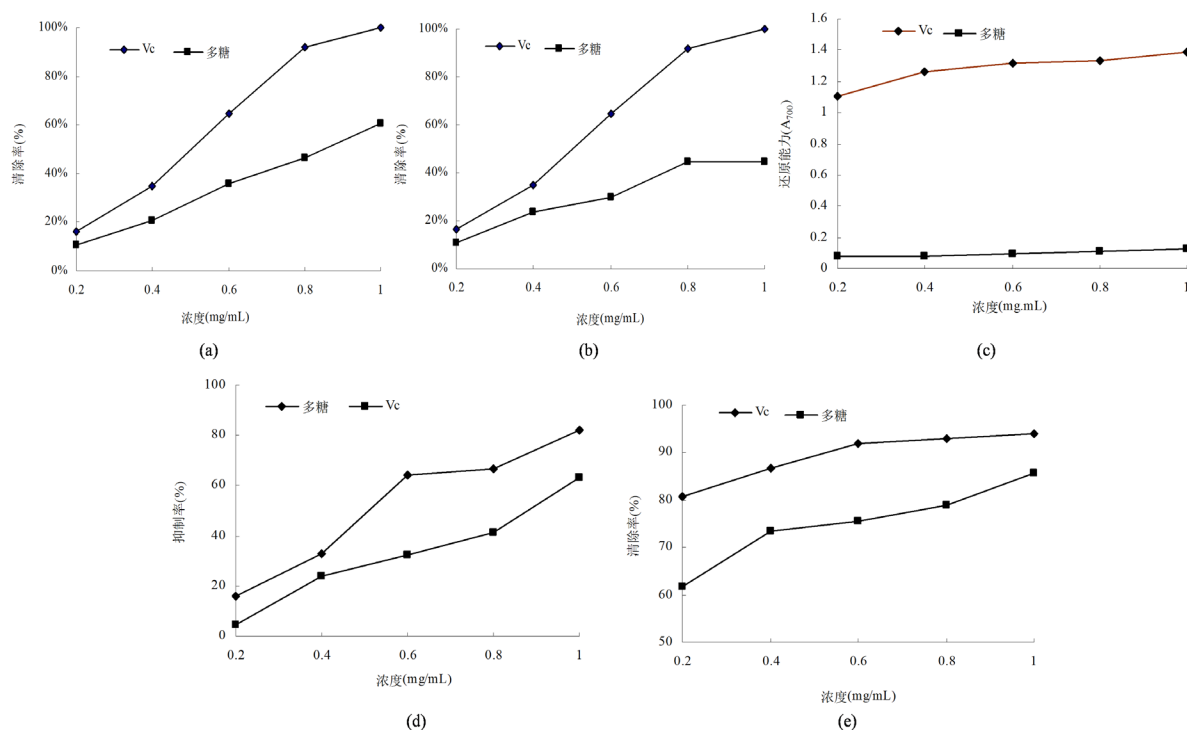 100%
80%
60%
40%
20%
0%
Vc 多糖
清除率(%)
0.2 0.4 0.6 0.8 1
浓度(mg/mL)
(a)
100%
80%
60%
40%
20%
0%
Vc 多糖
清除率(%)
0.2 0.4 0.6 0.8 1
浓度(mg/mL)
(b)
1.6
1.4
1.2
1
0.8
0.6
0.4
0.2
0
Vc 多糖
还原能力(A700)
0.2 0.4 0.6 0.8 1
浓度(mg.mL)
(c)
100
80
60
40
20
0
多糖 Vc
抑制率(%)
0.2 0.4 0.6 0.8 1
浓度(mg/mL)
(d)
100
90
80
70
60
50
Vc 多糖
清除率(%)
0.2 0.4 0.6 0.8 1
浓度(mg/mL)
(e)